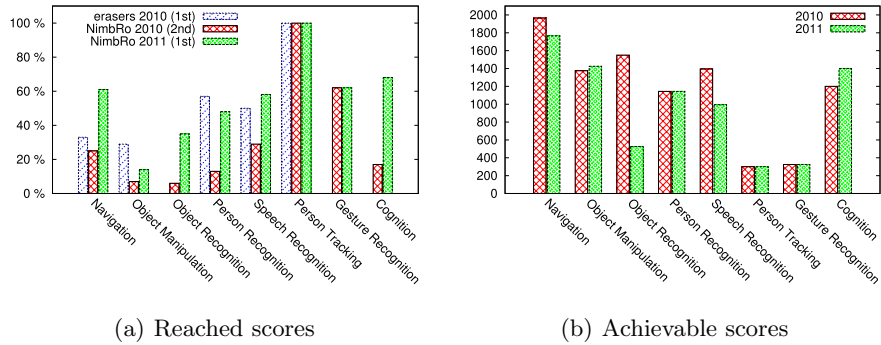 erasers 2010 (1st)
NimbRo 2010 (2nd)
NimbRo 2011 (1st)
100 %
80 %
60 %
40 %
20 %
0 %
Navigation
Object Manipulation
Object Recognition
Person Recognition
Speech Recognition
Person Tracking
Gesture Recognition
Cognition
(a) Reached scores
2010
2011
2000
1800
1600
1400
1200
1000
800
600
400
200
0
Navigation
Object Manipulation
Object Recognition
Person Recognition
Speech Recognition
Person Tracking
Gesture Recognition
Cognition
(b) Achievable scores